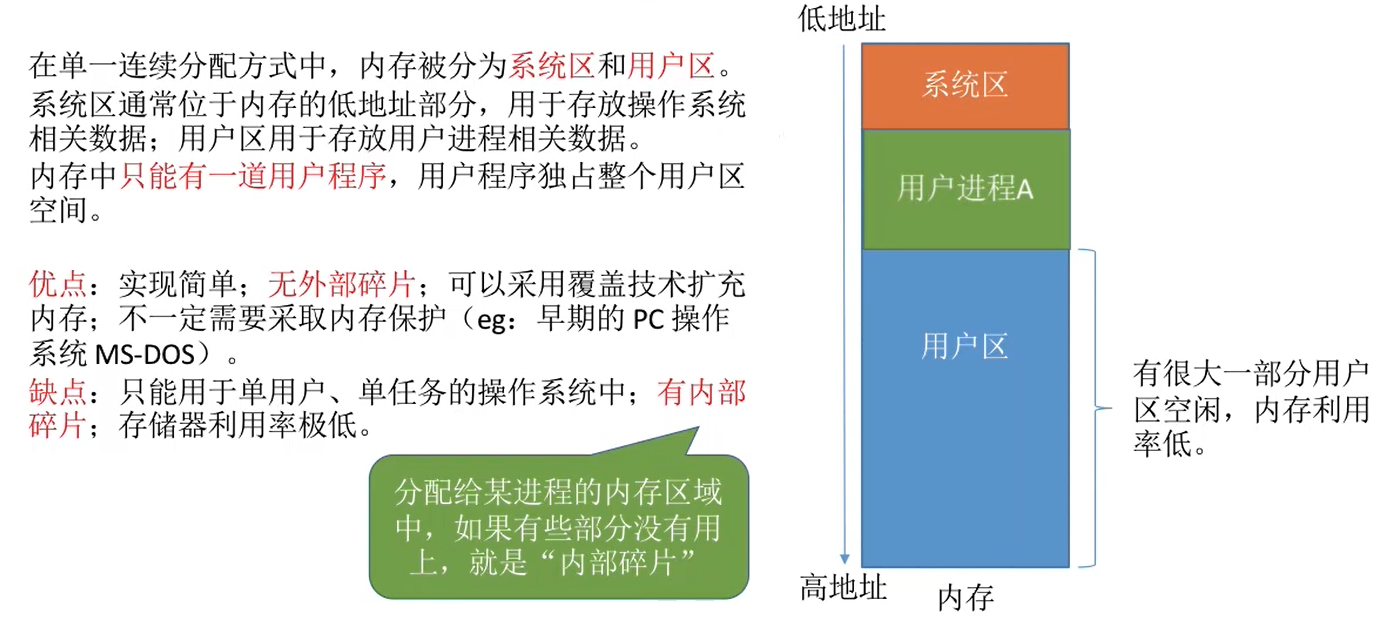 在单一连续分配方式中，内存被分为系统区和用户区。
系统区通常位于内存的低地址部分，用于存放操作系统
相关数据；用户区用于存放用户进程相关数据。
内存中只能有一道用户程序，用户程序独占整个用户区
空间。
优点：实现简单；无外部碎片；可以采用覆盖技术扩充
内存；不一定需要采取内存保护（eg：早期的 PC 操作
系统 MS-DOS）。
缺点：只能用于单用户、单任务的操作系统中；有内部
碎片；存储器利用率极低。
分配给某进程的内存区域
中，如果有些部分没有用
上，就是“内部碎片”
低地址
系统区
用户进程A
用户区
高地址
内存
有很大一部分用户
区空闲，内存利用
率低。